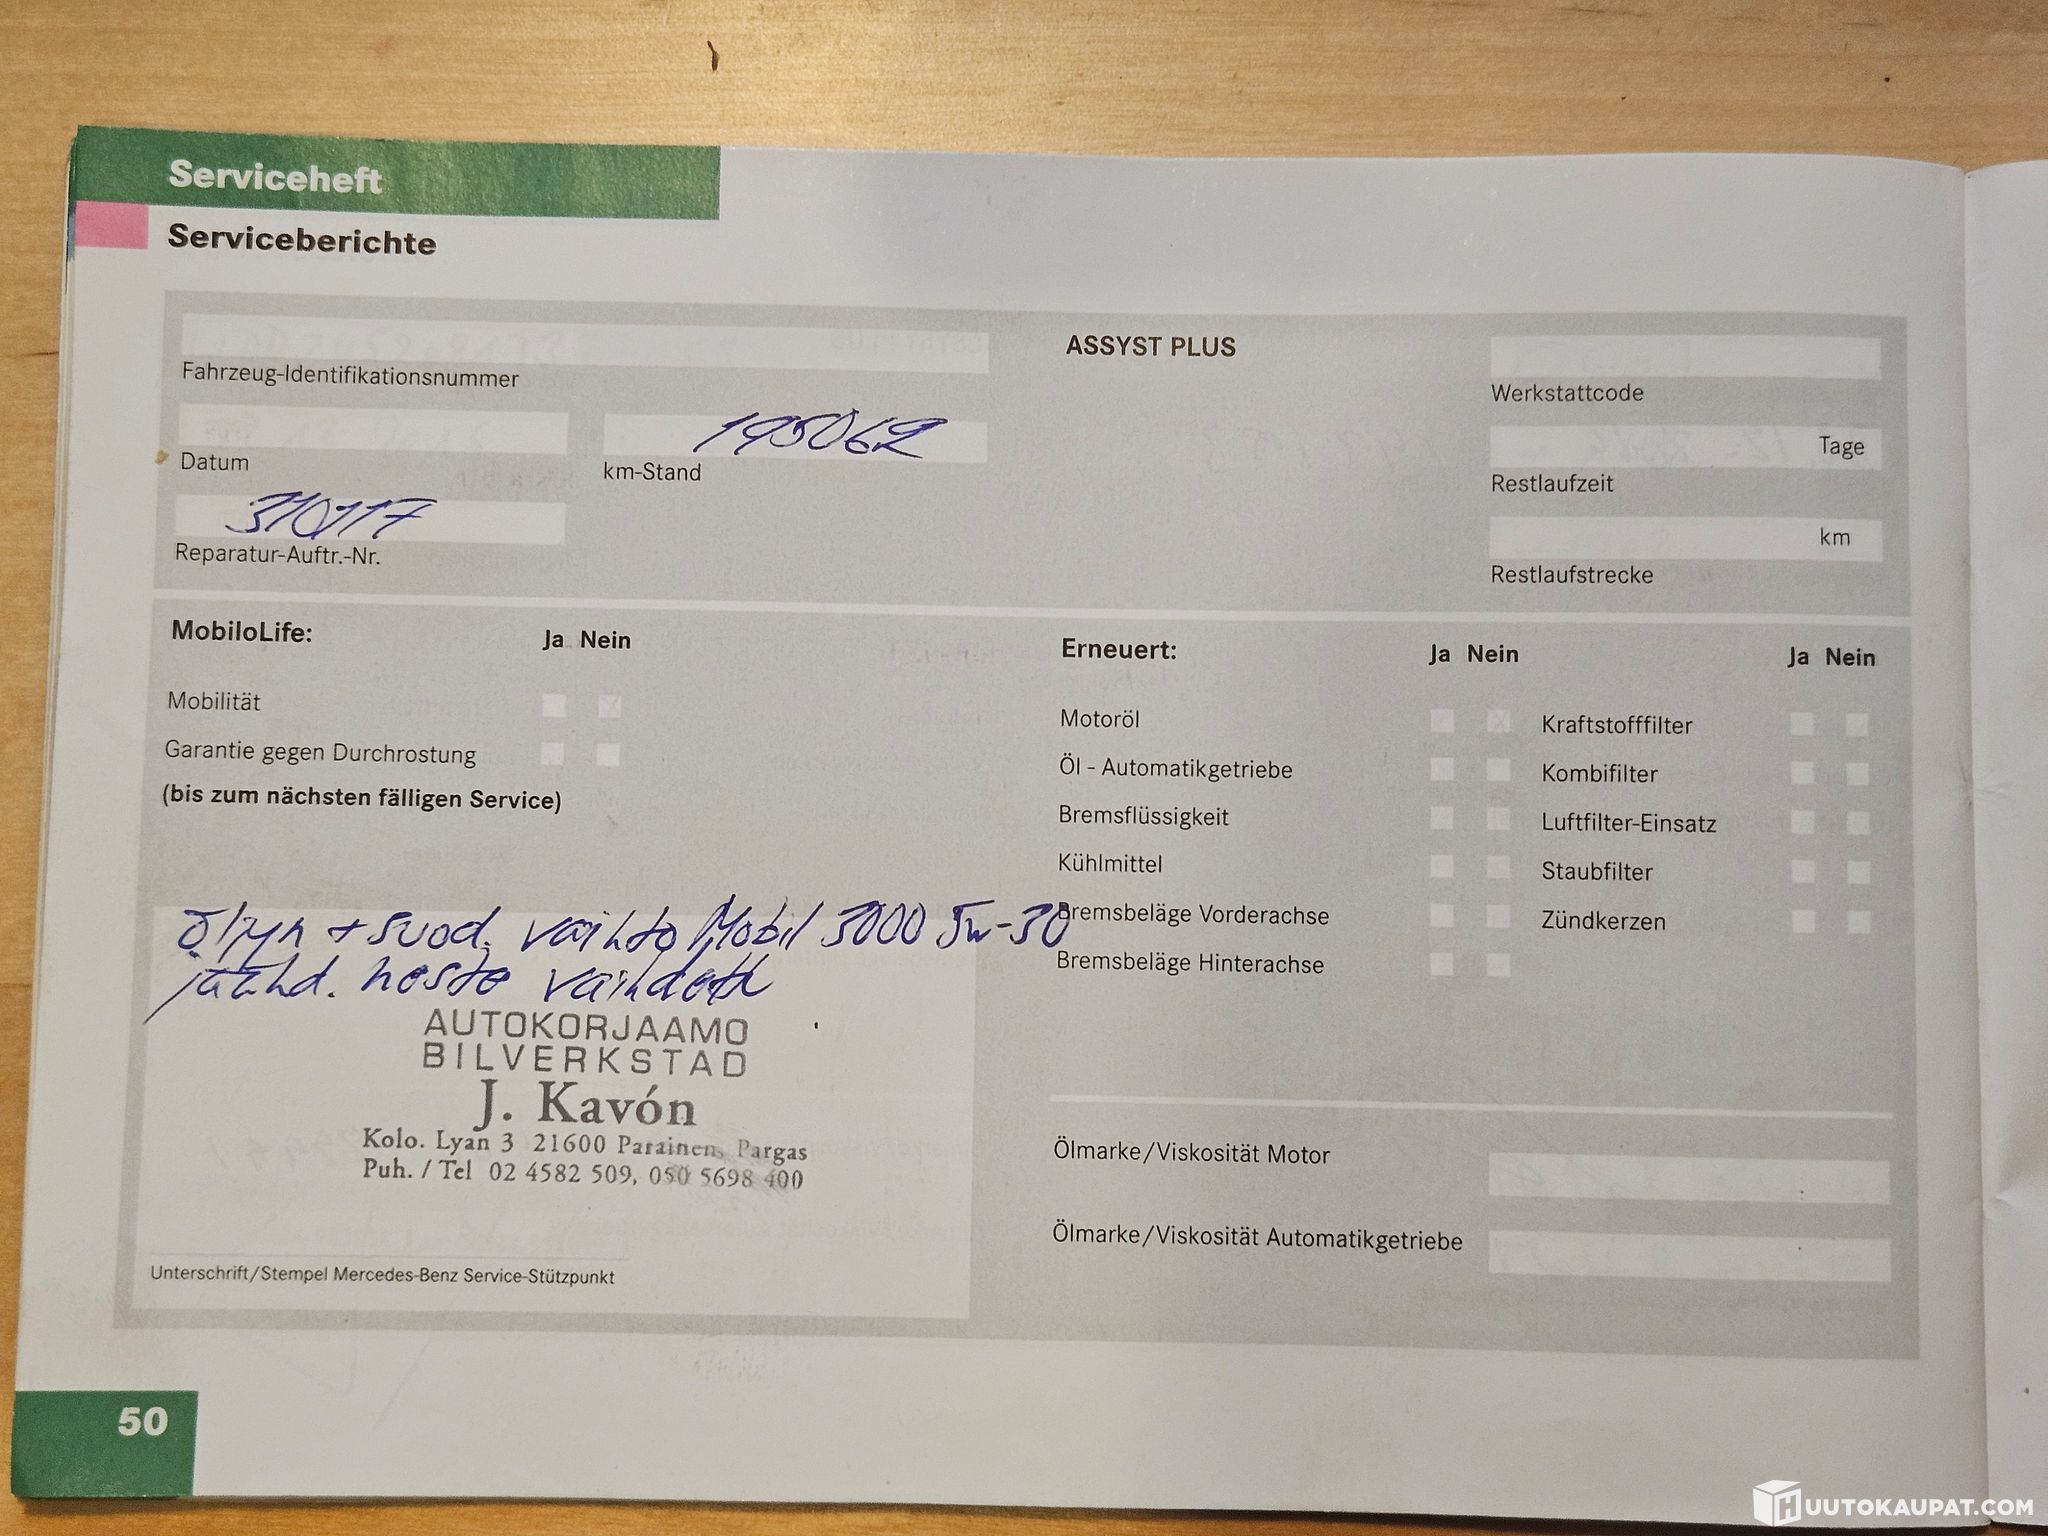 Serviceheft
Serviceberichte
Fahrzeug-Identifikationsnummer
ASSYST PLUS
Werkstattcode
Datum
195062
km-Stand
Tage
Restlaufzeit
310117
Reparatur-Auftr.-Nr.
km
Restlaufstrecke
MobiloLife: Ja Nein
Mobilität
Garantie gegen Durchrostung
(bis zum nächsten fälligen Service)
Erneuert: Ja Nein Ja Nein
Motoröl Kraftstofffilter
Öl - Automatikgetriebe Kombifilter
Bremsflüssigkeit Luftfilter-Einsatz
Kühlmittel Staubfilter
Bremsbeläge Vorderachse Zündkerzen
Bremsbeläge Hinterachse
öljyn + suod. vaihto Mobil 3000 5w-30
jäähd. neste vaihdettu
AUTOKORJAAMO
BILVERKSTAD
J. Kavón
Kolo. Lyan 3 21600 Parainen, Pargas
Puh. / Tel 02 4582 509, 050 5698 400
Unterschrift/Stempel Mercedes-Benz Service-Stützpunkt
Ölmarke/Viskosität Motor
Ölmarke/Viskosität Automatikgetriebe
50
HUUTOKAUPAT.COM